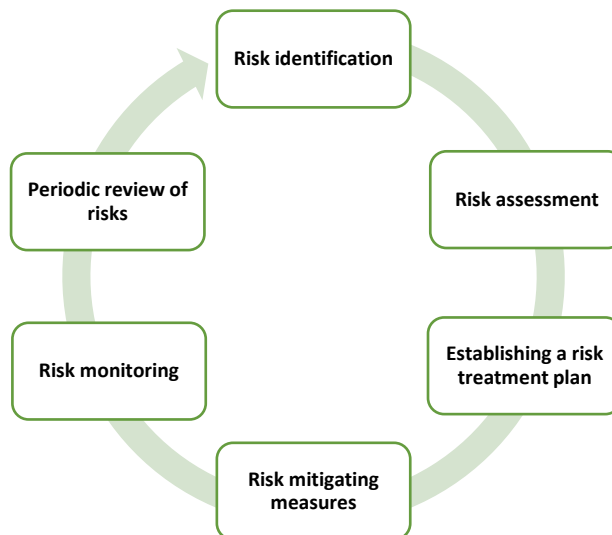 Risk identification
Risk assessment
Establishing a risk
treatment plan
Risk mitigating
measures
Risk monitoring
Periodic review of
risks